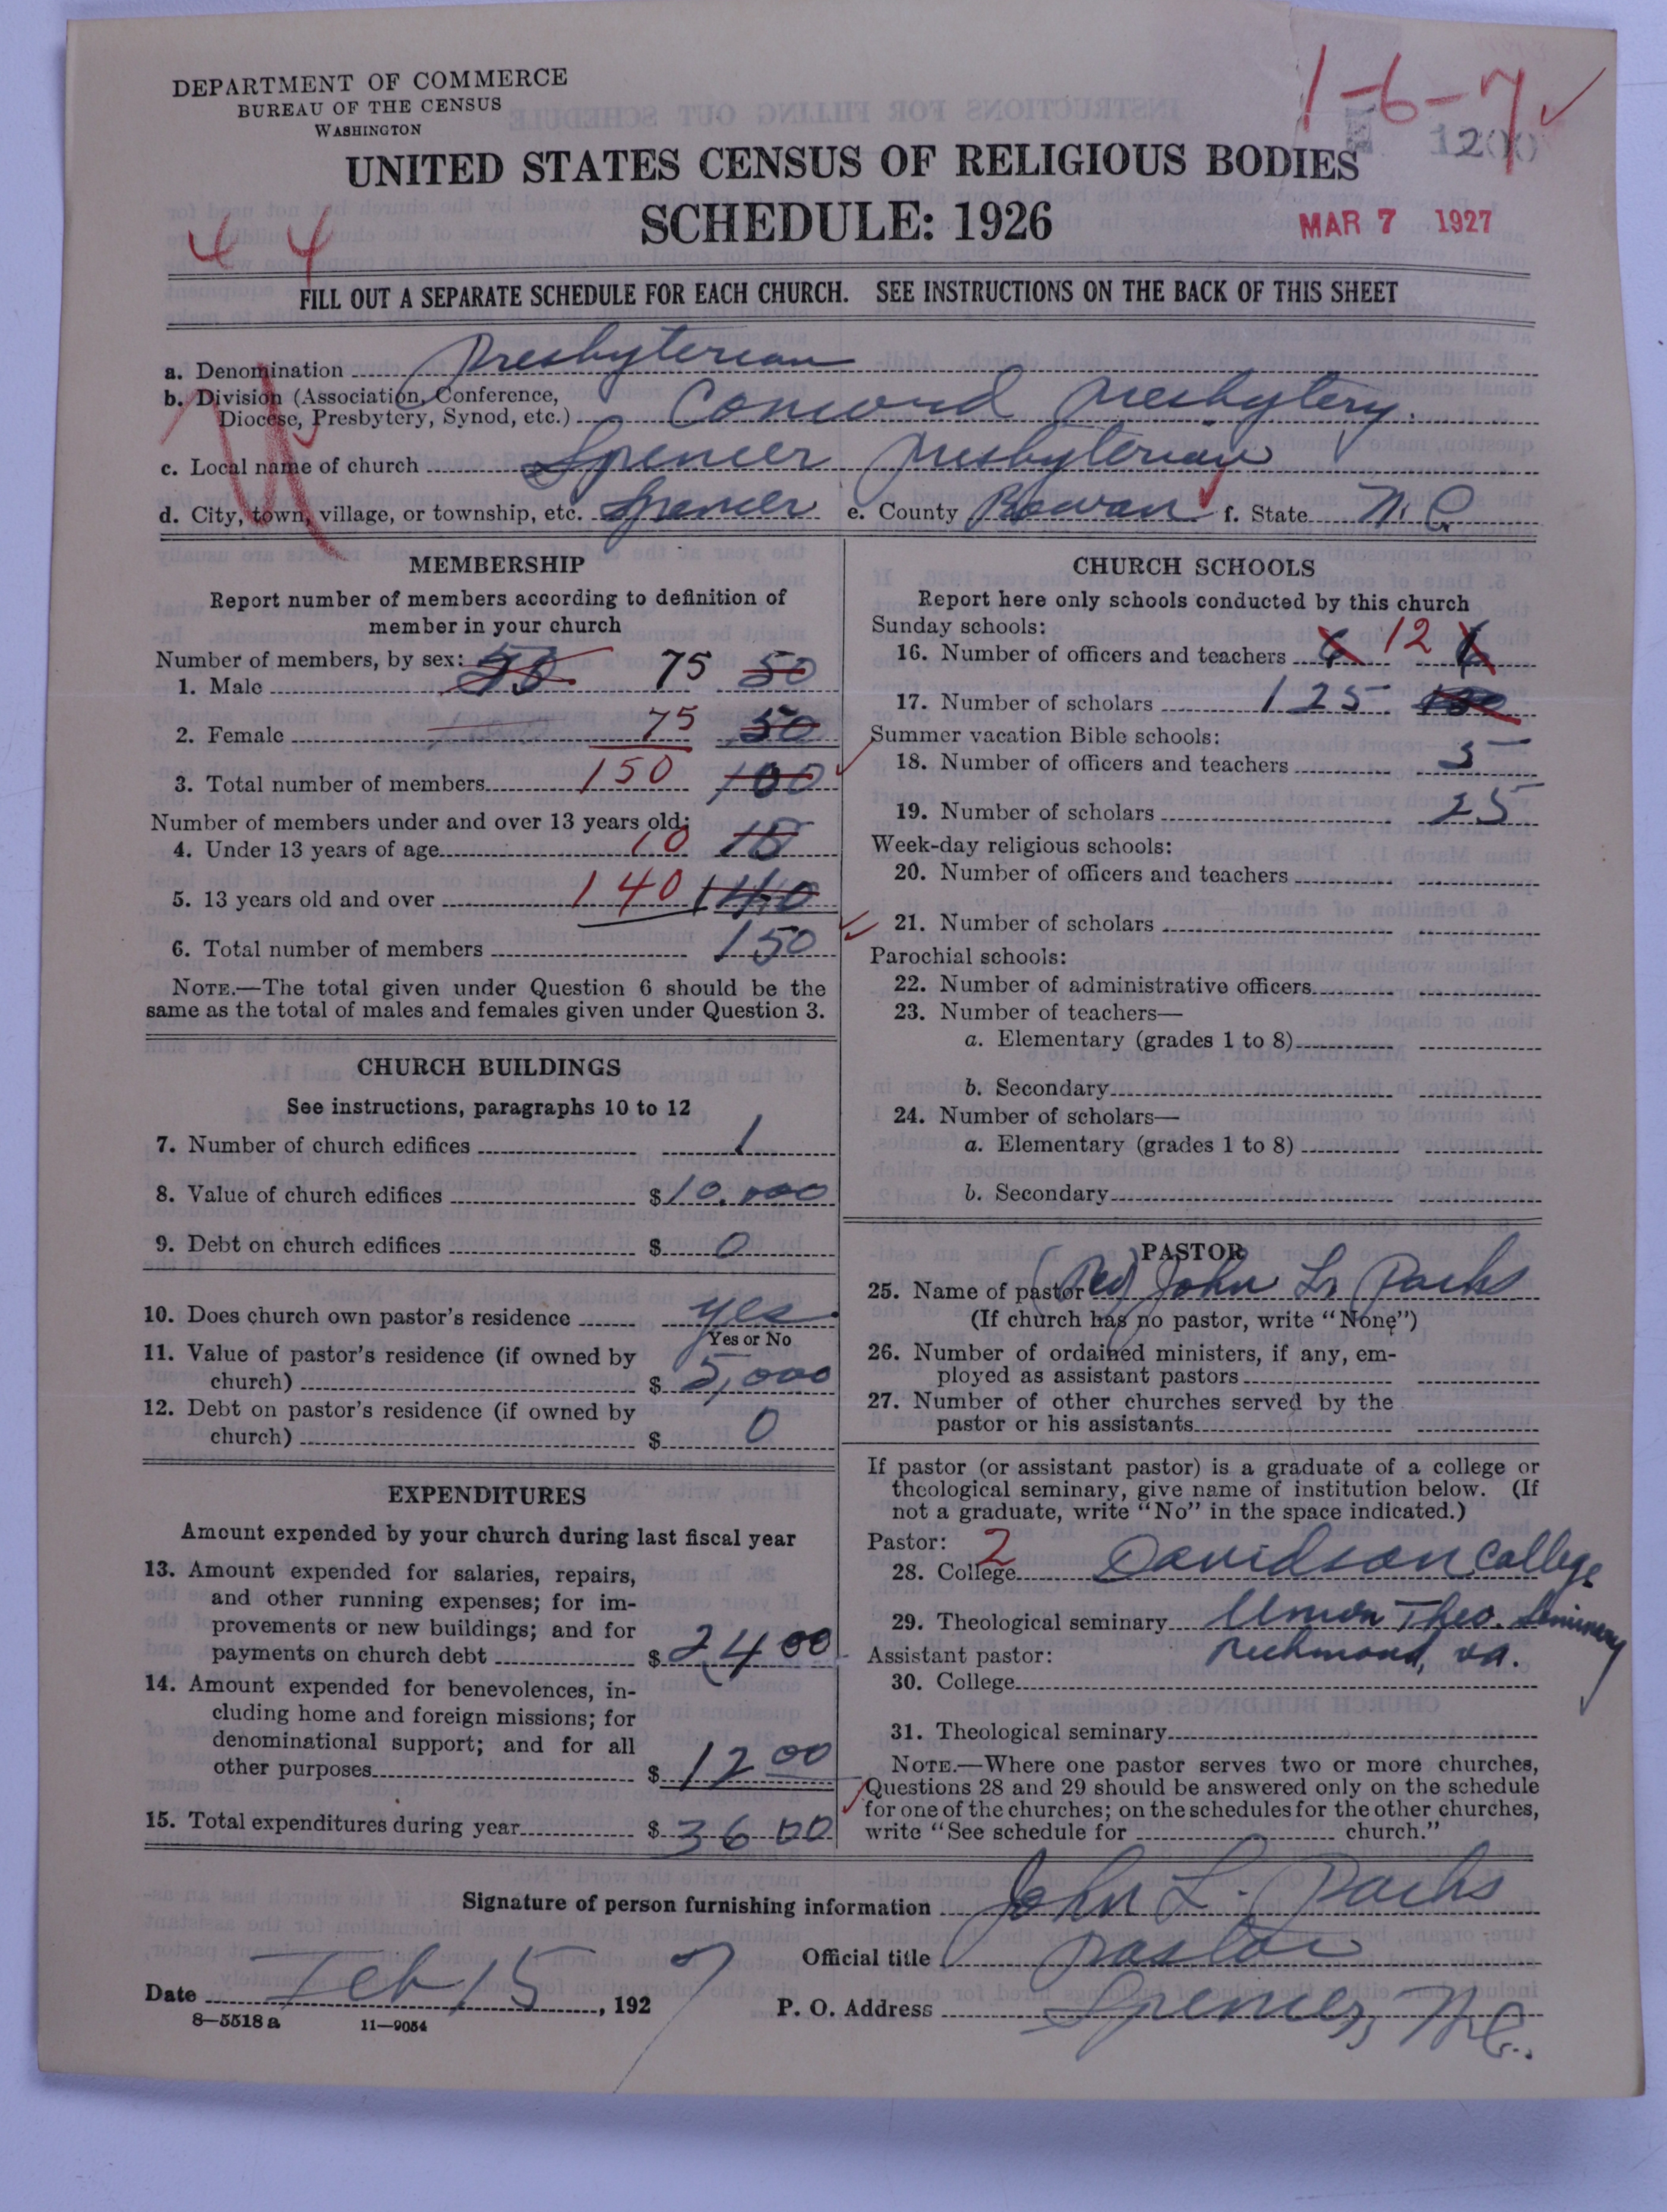 DEPARTMENT OF COMMERCE
BUREAU OF THE CENSUS
WASHINGTON
1-6-7
1200
UNITED STATES CENSUS OF RELIGIOUS BODIES
SCHEDULE: 1926
MAR 7 1927
44
FILL OUT A SEPARATE SCHEDULE FOR EACH CHURCH. SEE INSTRUCTIONS ON THE BACK OF THIS SHEET
a. Denomination Presbyterian
b. Division (Association, Conference,
Diocese, Presbytery, Synod, etc.) Concord Presbytery.
c. Local name of church Spencer Presbyterian
d. City, town, village, or township, etc. Spencer e. County Rowan f. State N. C.
MEMBERSHIP
Report number of members according to definition of
member in your church
Number of members, by sex:
1. Male 50 75 50
2. Female 75 50
3. Total number of members 150 100
Number of members under and over 13 years old:
4. Under 13 years of age 10
5. 13 years old and over 140 140
6. Total number of members 150
NOTE.—The total given under Question 6 should be the
same as the total of males and females given under Question 3.
CHURCH BUILDINGS
See instructions, paragraphs 10 to 12
7. Number of church edifices 1
8. Value of church edifices $10,000
9. Debt on church edifices $ 0
10. Does church own pastor's residence yes
Yes or No
11. Value of pastor's residence (if owned by
church) $ 5,000
12. Debt on pastor's residence (if owned by
church) $ 0
EXPENDITURES
Amount expended by your church during last fiscal year
13. Amount expended for salaries, repairs,
and other running expenses; for im-
provements or new buildings; and for
payments on church debt $ 2400
14. Amount expended for benevolences, in-
cluding home and foreign missions; for
denominational support; and for all
other purposes $ 1200
15. Total expenditures during year $ 3600
CHURCH SCHOOLS
Report here only schools conducted by this church
Sunday schools:
16. Number of officers and teachers 6 12 6
17. Number of scholars 125 100
Summer vacation Bible schools:
18. Number of officers and teachers 5
19. Number of scholars 25
Week-day religious schools:
20. Number of officers and teachers
21. Number of scholars
Parochial schools:
22. Number of administrative officers
23. Number of teachers—
a. Elementary (grades 1 to 8)
b. Secondary
24. Number of scholars—
a. Elementary (grades 1 to 8)
b. Secondary
PASTOR
25. Name of pastor (Rev) John L. Parks
(If church has no pastor, write "None")
26. Number of ordained ministers, if any, em-
ployed as assistant pastors
27. Number of other churches served by the
pastor or his assistants
If pastor (or assistant pastor) is a graduate of a college or
theological seminary, give name of institution below. (If
not a graduate, write "No" in the space indicated.)
Pastor: 2
28. College Davidson College
29. Theological seminary Union Theo. Seminary
Assistant pastor: Richmond, Va.
30. College
31. Theological seminary
NOTE.—Where one pastor serves two or more churches,
Questions 28 and 29 should be answered only on the schedule
for one of the churches; on the schedules for the other churches,
write "See schedule for church."
Signature of person furnishing information John L. Parks
Official title Pastor
Date Feb 15, 1927
P. O. Address Spencer, N. C.
8—5518 a 11—9054